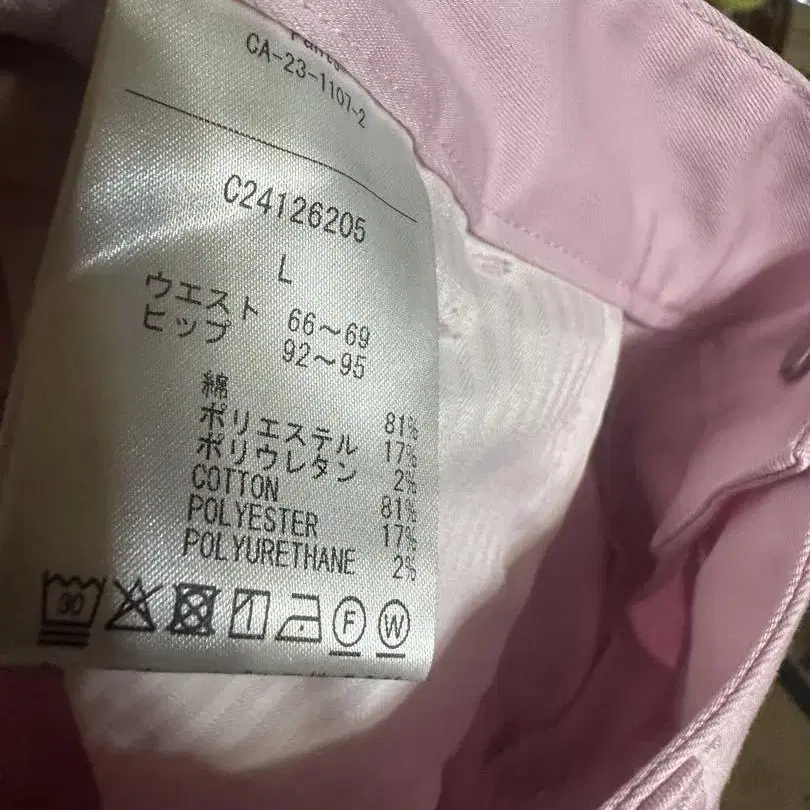 Pants
CA-23-1107-2
C24126205
L
ウエスト 66～69
ヒップ 92～95
綿 81%
ポリエステル 17%
ポリウレタン 2%
COTTON 81%
POLYESTER 17%
POLYURETHANE 2%
30
F
W